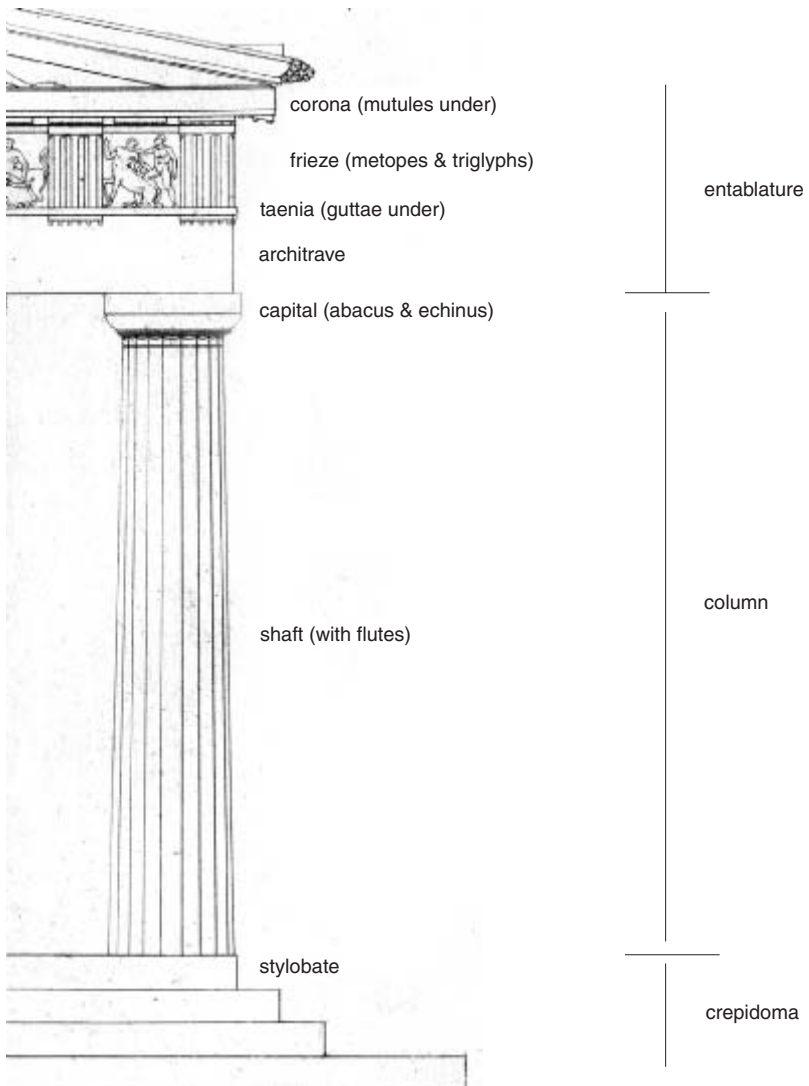 corona (mutules under)
frieze (metopes & triglyphs)
entablature
taenia (guttae under)
architrave
capital (abacus & echinus)
column
shaft (with flutes)
stylobate
crepidoma